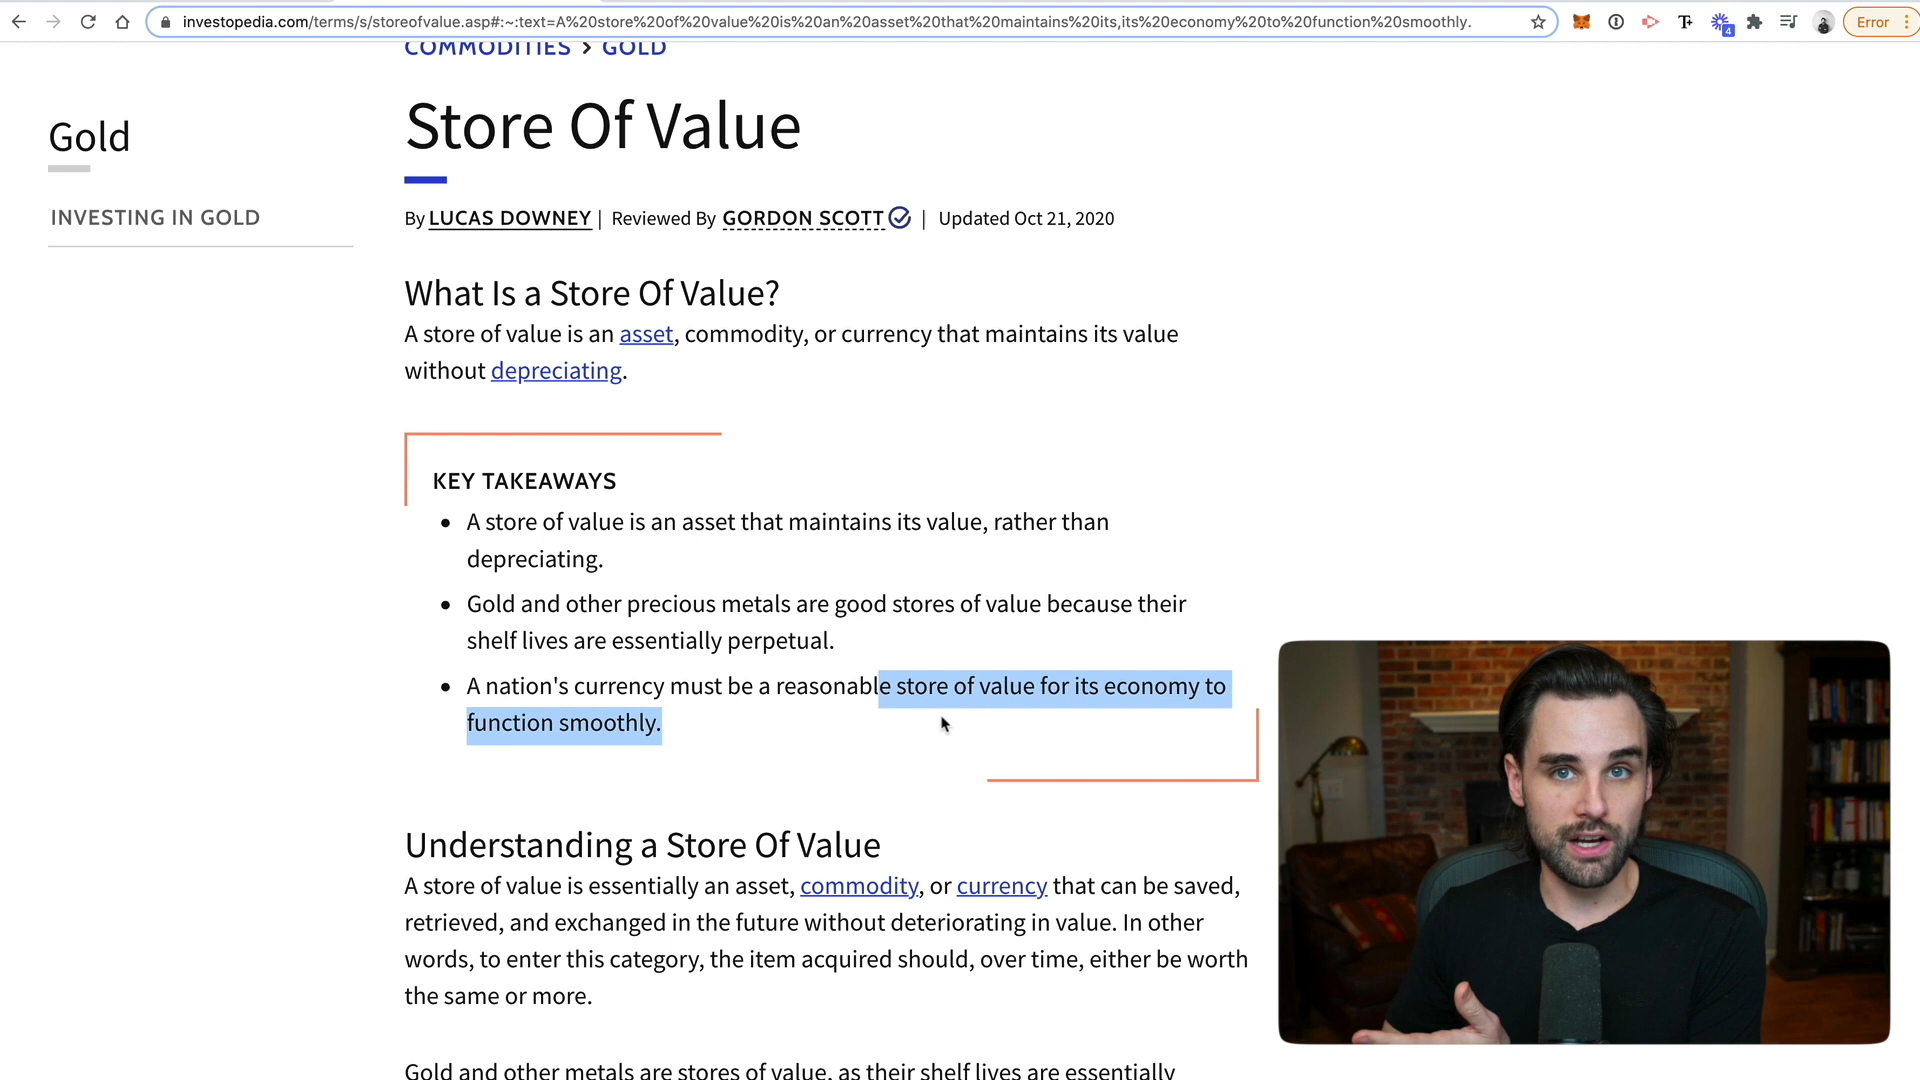 investopedia.com/terms/s/storeofvalue.asp#:~:text=A%20store%20of%20value%20is%20an%20asset%20that%20maintains%20its,its%20economy%20to%20function%20smoothly.
4
Error
COMMODITIES > GOLD
Gold
INVESTING IN GOLD
Store Of Value
By LUCAS DOWNEY | Reviewed By GORDON SCOTT | Updated Oct 21, 2020
What Is a Store Of Value?
A store of value is an asset, commodity, or currency that maintains its value
without depreciating.
KEY TAKEAWAYS
• A store of value is an asset that maintains its value, rather than
depreciating.
• Gold and other precious metals are good stores of value because their
shelf lives are essentially perpetual.
• A nation's currency must be a reasonable store of value for its economy to
function smoothly.
Understanding a Store Of Value
A store of value is essentially an asset, commodity, or currency that can be saved,
retrieved, and exchanged in the future without deteriorating in value. In other
words, to enter this category, the item acquired should, over time, either be worth
the same or more.
Gold and other metals are stores of value, as their shelf lives are essentially